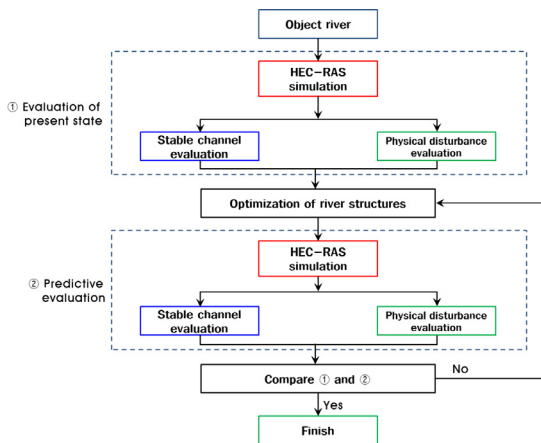 Object river
HEC-RAS
simulation
① Evaluation of
present state
Stable channel
evaluation
Physical disturbance
evaluation
Optimization of river structures
HEC-RAS
simulation
② Predictive
evaluation
Stable channel
evaluation
Physical disturbance
evaluation
Compare ① and ②
No
Yes
Finish